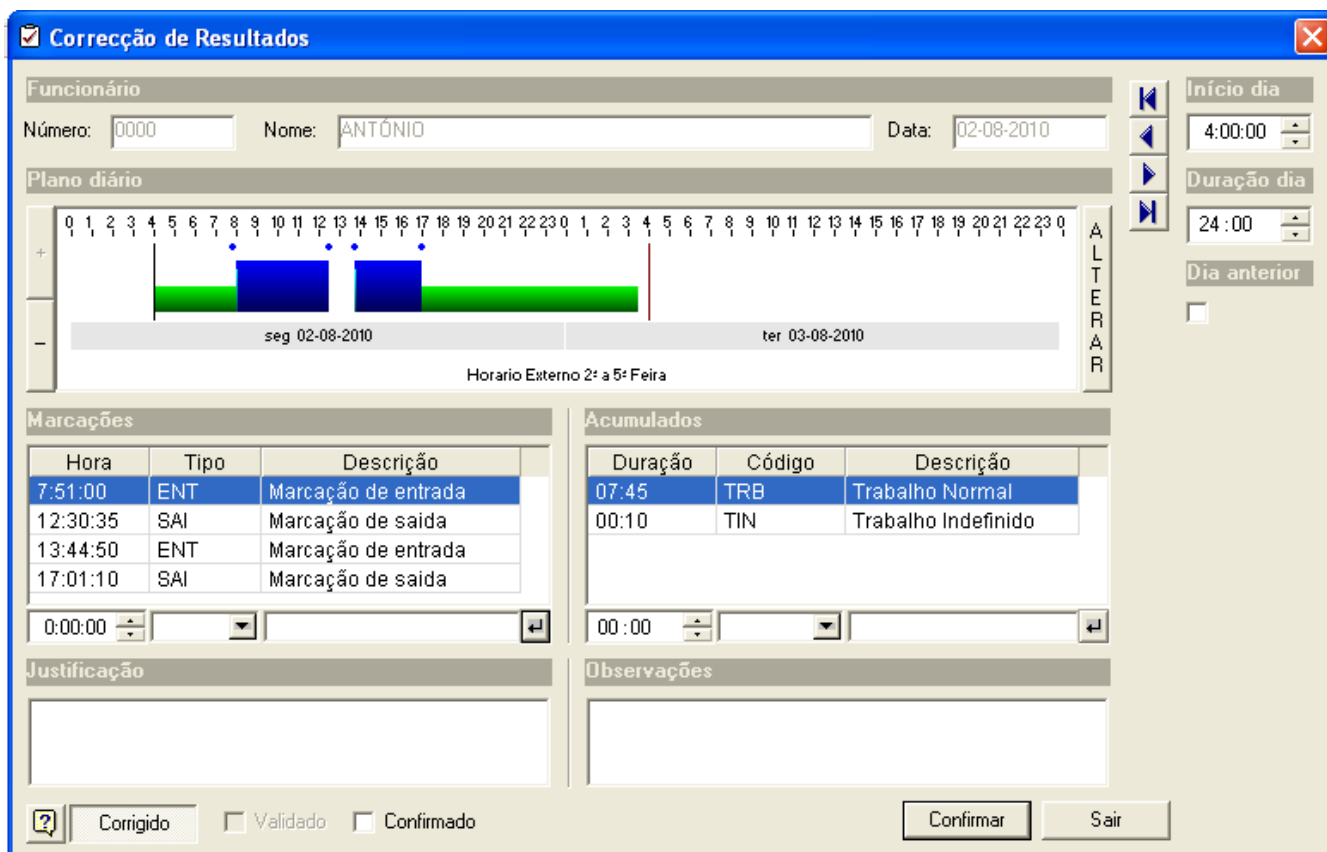 Correcção de Resultados
Funcionário
Número: 0000 Nome: ANTÓNIO Data: 02-08-2010
Início dia
4:00:00
Plano diário
Duração dia
24:00
Dia anterior
0 1 2 3 4 5 6 7 8 9 10 11 12 13 14 15 16 17 18 19 20 21 22 23 0 1 2 3 4 5 6 7 8 9 10 11 12 13 14 15 16 17 18 19 20 21 22 23 0
+
−
seg 02-08-2010 ter 03-08-2010
Horario Externo 2ª a 5ª Feira
ALTERAR
Marcações
Hora Tipo Descrição
7:51:00 ENT Marcação de entrada
12:30:35 SAI Marcação de saida
13:44:50 ENT Marcação de entrada
17:01:10 SAI Marcação de saida
0:00:00
Acumulados
Duração Código Descrição
07:45 TRB Trabalho Normal
00:10 TIN Trabalho Indefinido
00:00
Justificação
Observações
? Corrigido Validado Confirmado
Confirmar Sair